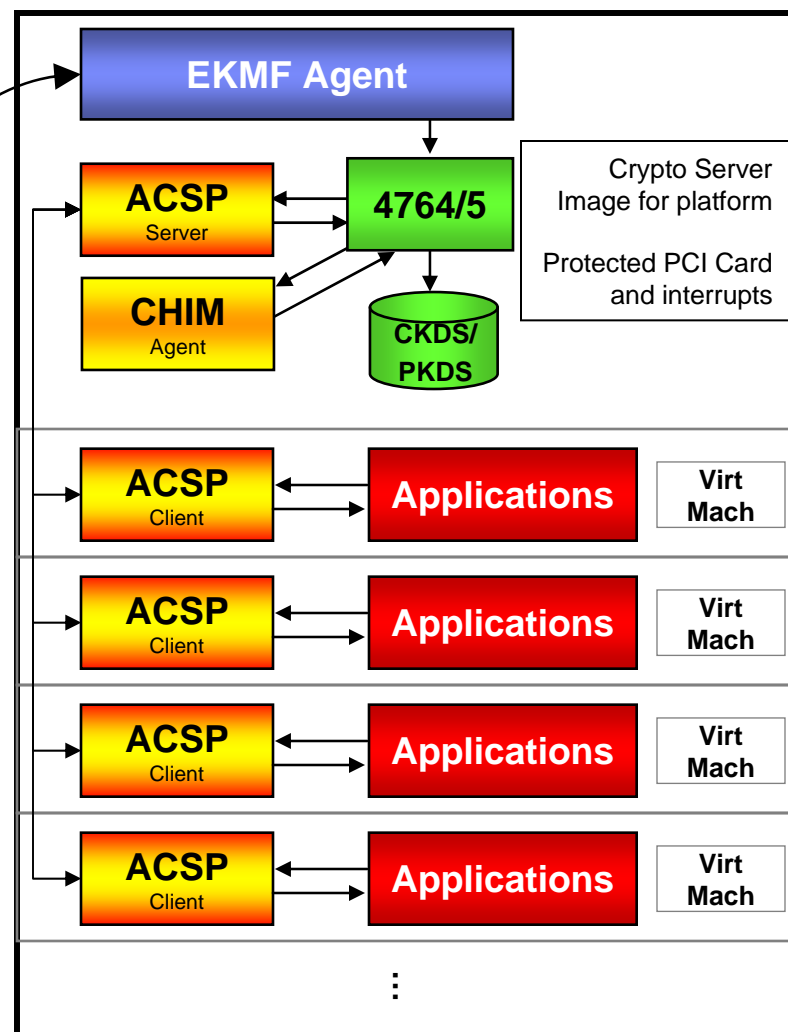 EKMF Agent
ACSP
Server
4764/5
Crypto Server
Image for platform
Protected PCI Card
and interrupts
CHIM
Agent
CKDS/
PKDS
ACSP
Client
Applications
Virt
Mach
ACSP
Client
Applications
Virt
Mach
ACSP
Client
Applications
Virt
Mach
ACSP
Client
Applications
Virt
Mach
...